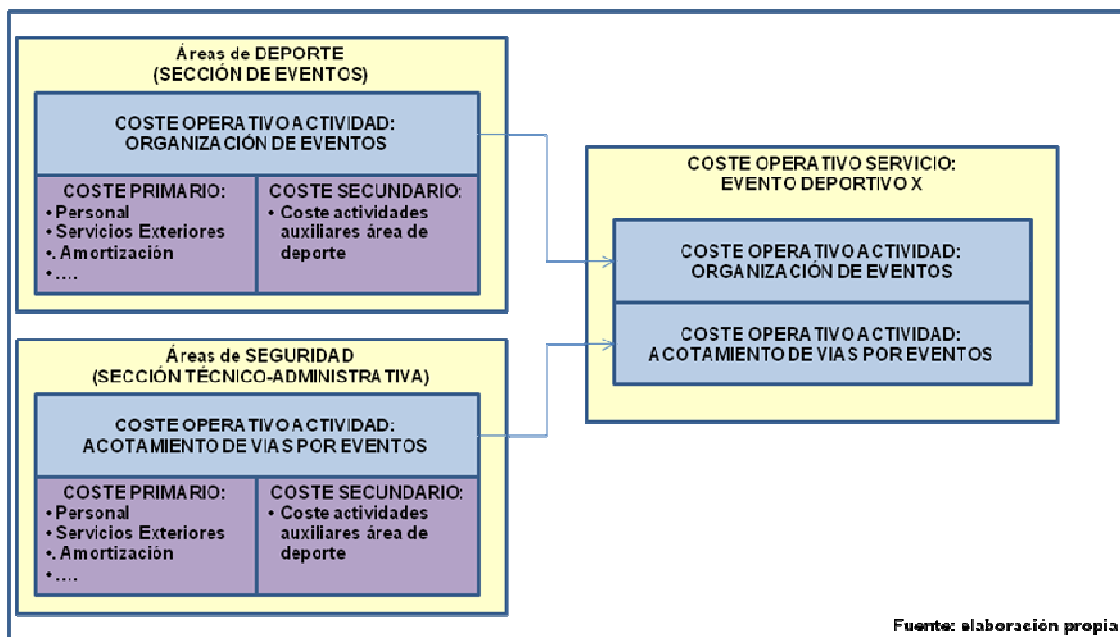 Áreas de DEPORTE
(SECCIÓN DE EVENTOS)
COSTE OPERATIVO ACTIVIDAD:
ORGANIZACIÓN DE EVENTOS
COSTE PRIMARIO:
• Personal
• Servicios Exteriores
•. Amortización
• ....
COSTE SECUNDARIO:
• Coste actividades
auxiliares área de
deporte
Áreas de SEGURIDAD
(SECCIÓN TÉCNICO-ADMINISTRATIVA)
COSTE OPERATIVO ACTIVIDAD:
ACOTAMIENTO DE VIAS POR EVENTOS
COSTE PRIMARIO:
• Personal
• Servicios Exteriores
•. Amortización
• ....
COSTE SECUNDARIO:
• Coste actividades
auxiliares área de
deporte
COSTE OPERATIVO SERVICIO:
EVENTO DEPORTIVO X
COSTE OPERATIVO ACTIVIDAD:
ORGANIZACIÓN DE EVENTOS
COSTE OPERATIVO ACTIVIDAD:
ACOTAMIENTO DE VIAS POR EVENTOS
Fuente: elaboración propia